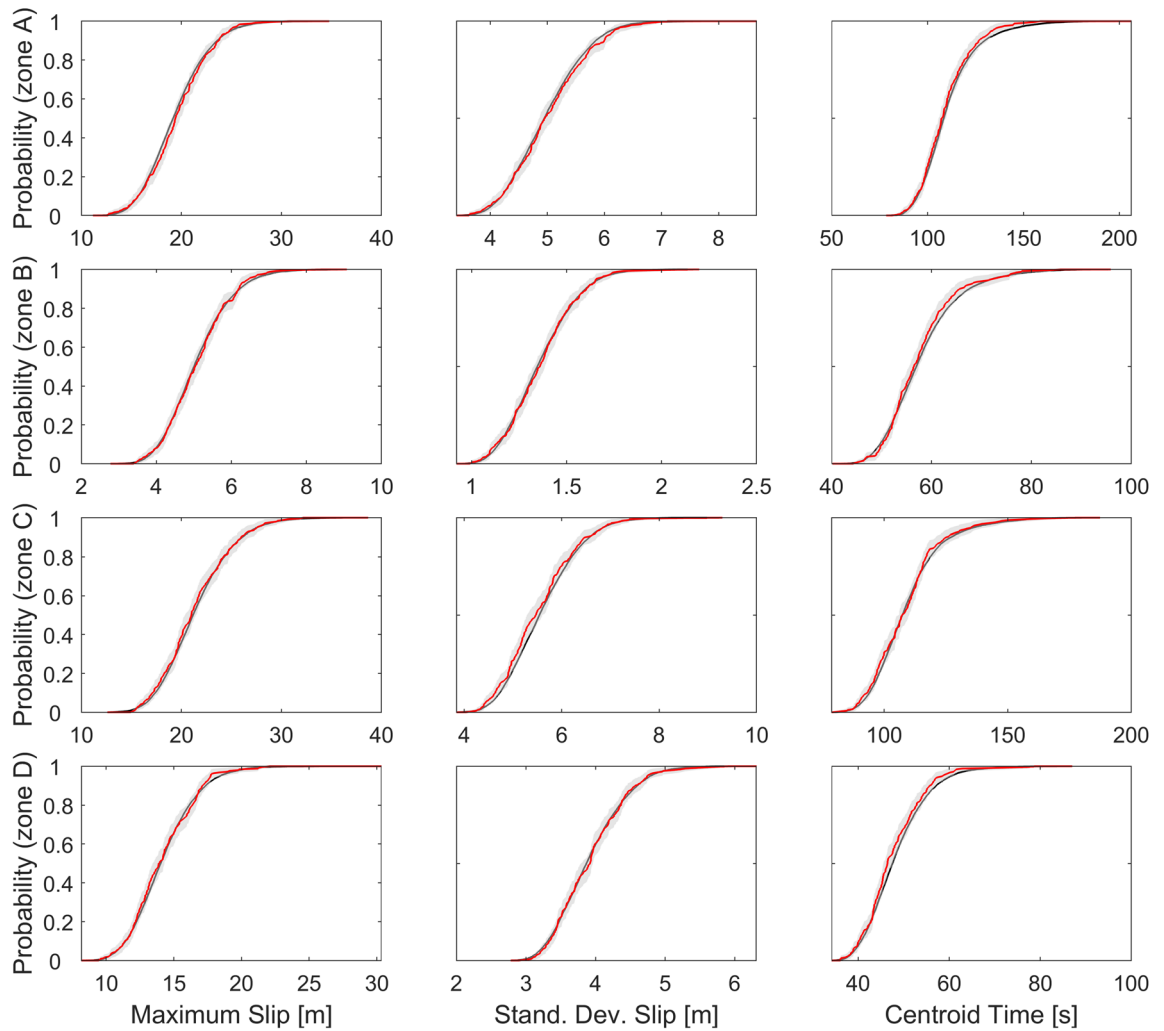 Probability (zone A)
1
0.8
0.6
0.4
0.2
0
10 20 30 40
4 5 6 7 8
50 100 150 200
Probability (zone B)
1
0.8
0.6
0.4
0.2
0
2 4 6 8 10
1 1.5 2 2.5
40 60 80 100
Probability (zone C)
1
0.8
0.6
0.4
0.2
0
10 20 30 40
4 6 8 10
100 150 200
Probability (zone D)
1
0.8
0.6
0.4
0.2
0
10 15 20 25 30
2 3 4 5 6
40 60 80 100
Maximum Slip [m] Stand. Dev. Slip [m] Centroid Time [s]